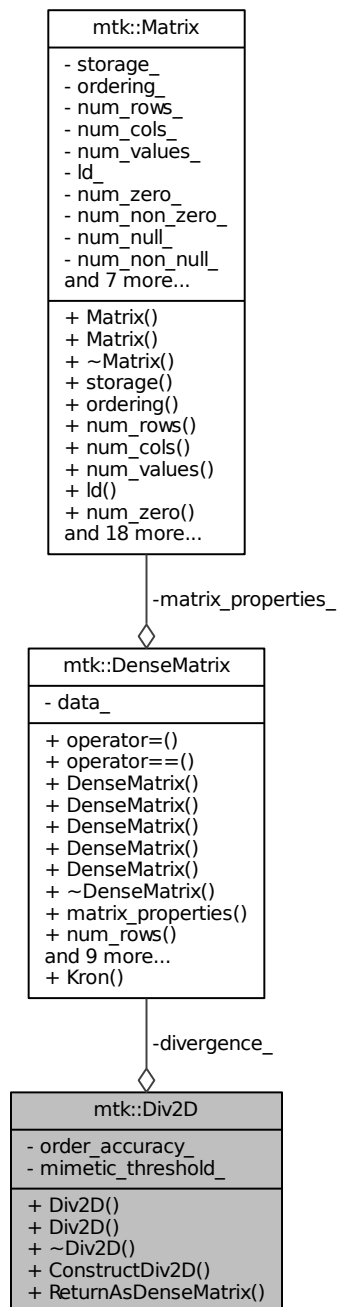 mtk::Matrix
- storage_
- ordering_
- num_rows_
- num_cols_
- num_values_
- ld_
- num_zero_
- num_non_zero_
- num_null_
- num_non_null_
and 7 more...
+ Matrix()
+ Matrix()
+ ~Matrix()
+ storage()
+ ordering()
+ num_rows()
+ num_cols()
+ num_values()
+ ld()
+ num_zero()
and 18 more...
-matrix_properties_
mtk::DenseMatrix
- data_
+ operator=()
+ operator==()
+ DenseMatrix()
+ DenseMatrix()
+ DenseMatrix()
+ DenseMatrix()
+ DenseMatrix()
+ ~DenseMatrix()
+ matrix_properties()
+ num_rows()
and 9 more...
+ Kron()
-divergence_
mtk::Div2D
- order_accuracy_
- mimetic_threshold_
+ Div2D()
+ Div2D()
+ ~Div2D()
+ ConstructDiv2D()
+ ReturnAsDenseMatrix()